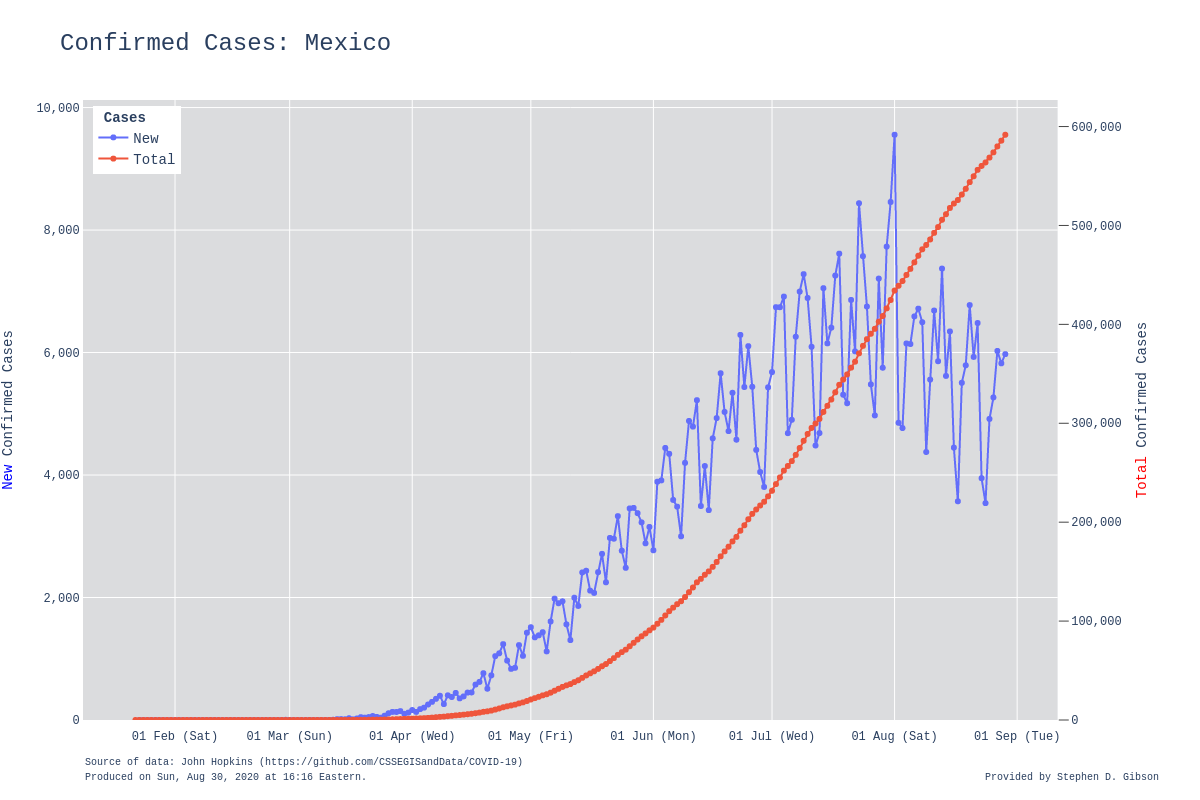 Confirmed Cases: Mexico
10,000
8,000
6,000
4,000
2,000
0
New Confirmed Cases
Cases
New
Total
600,000
500,000
400,000
300,000
200,000
100,000
0
Total Confirmed Cases
01 Feb (Sat) 01 Mar (Sun) 01 Apr (Wed) 01 May (Fri) 01 Jun (Mon) 01 Jul (Wed) 01 Aug (Sat) 01 Sep (Tue)
Source of data: John Hopkins (https://github.com/CSSEGISandData/COVID-19)
Produced on Sun, Aug 30, 2020 at 16:16 Eastern.
Provided by Stephen D. Gibson